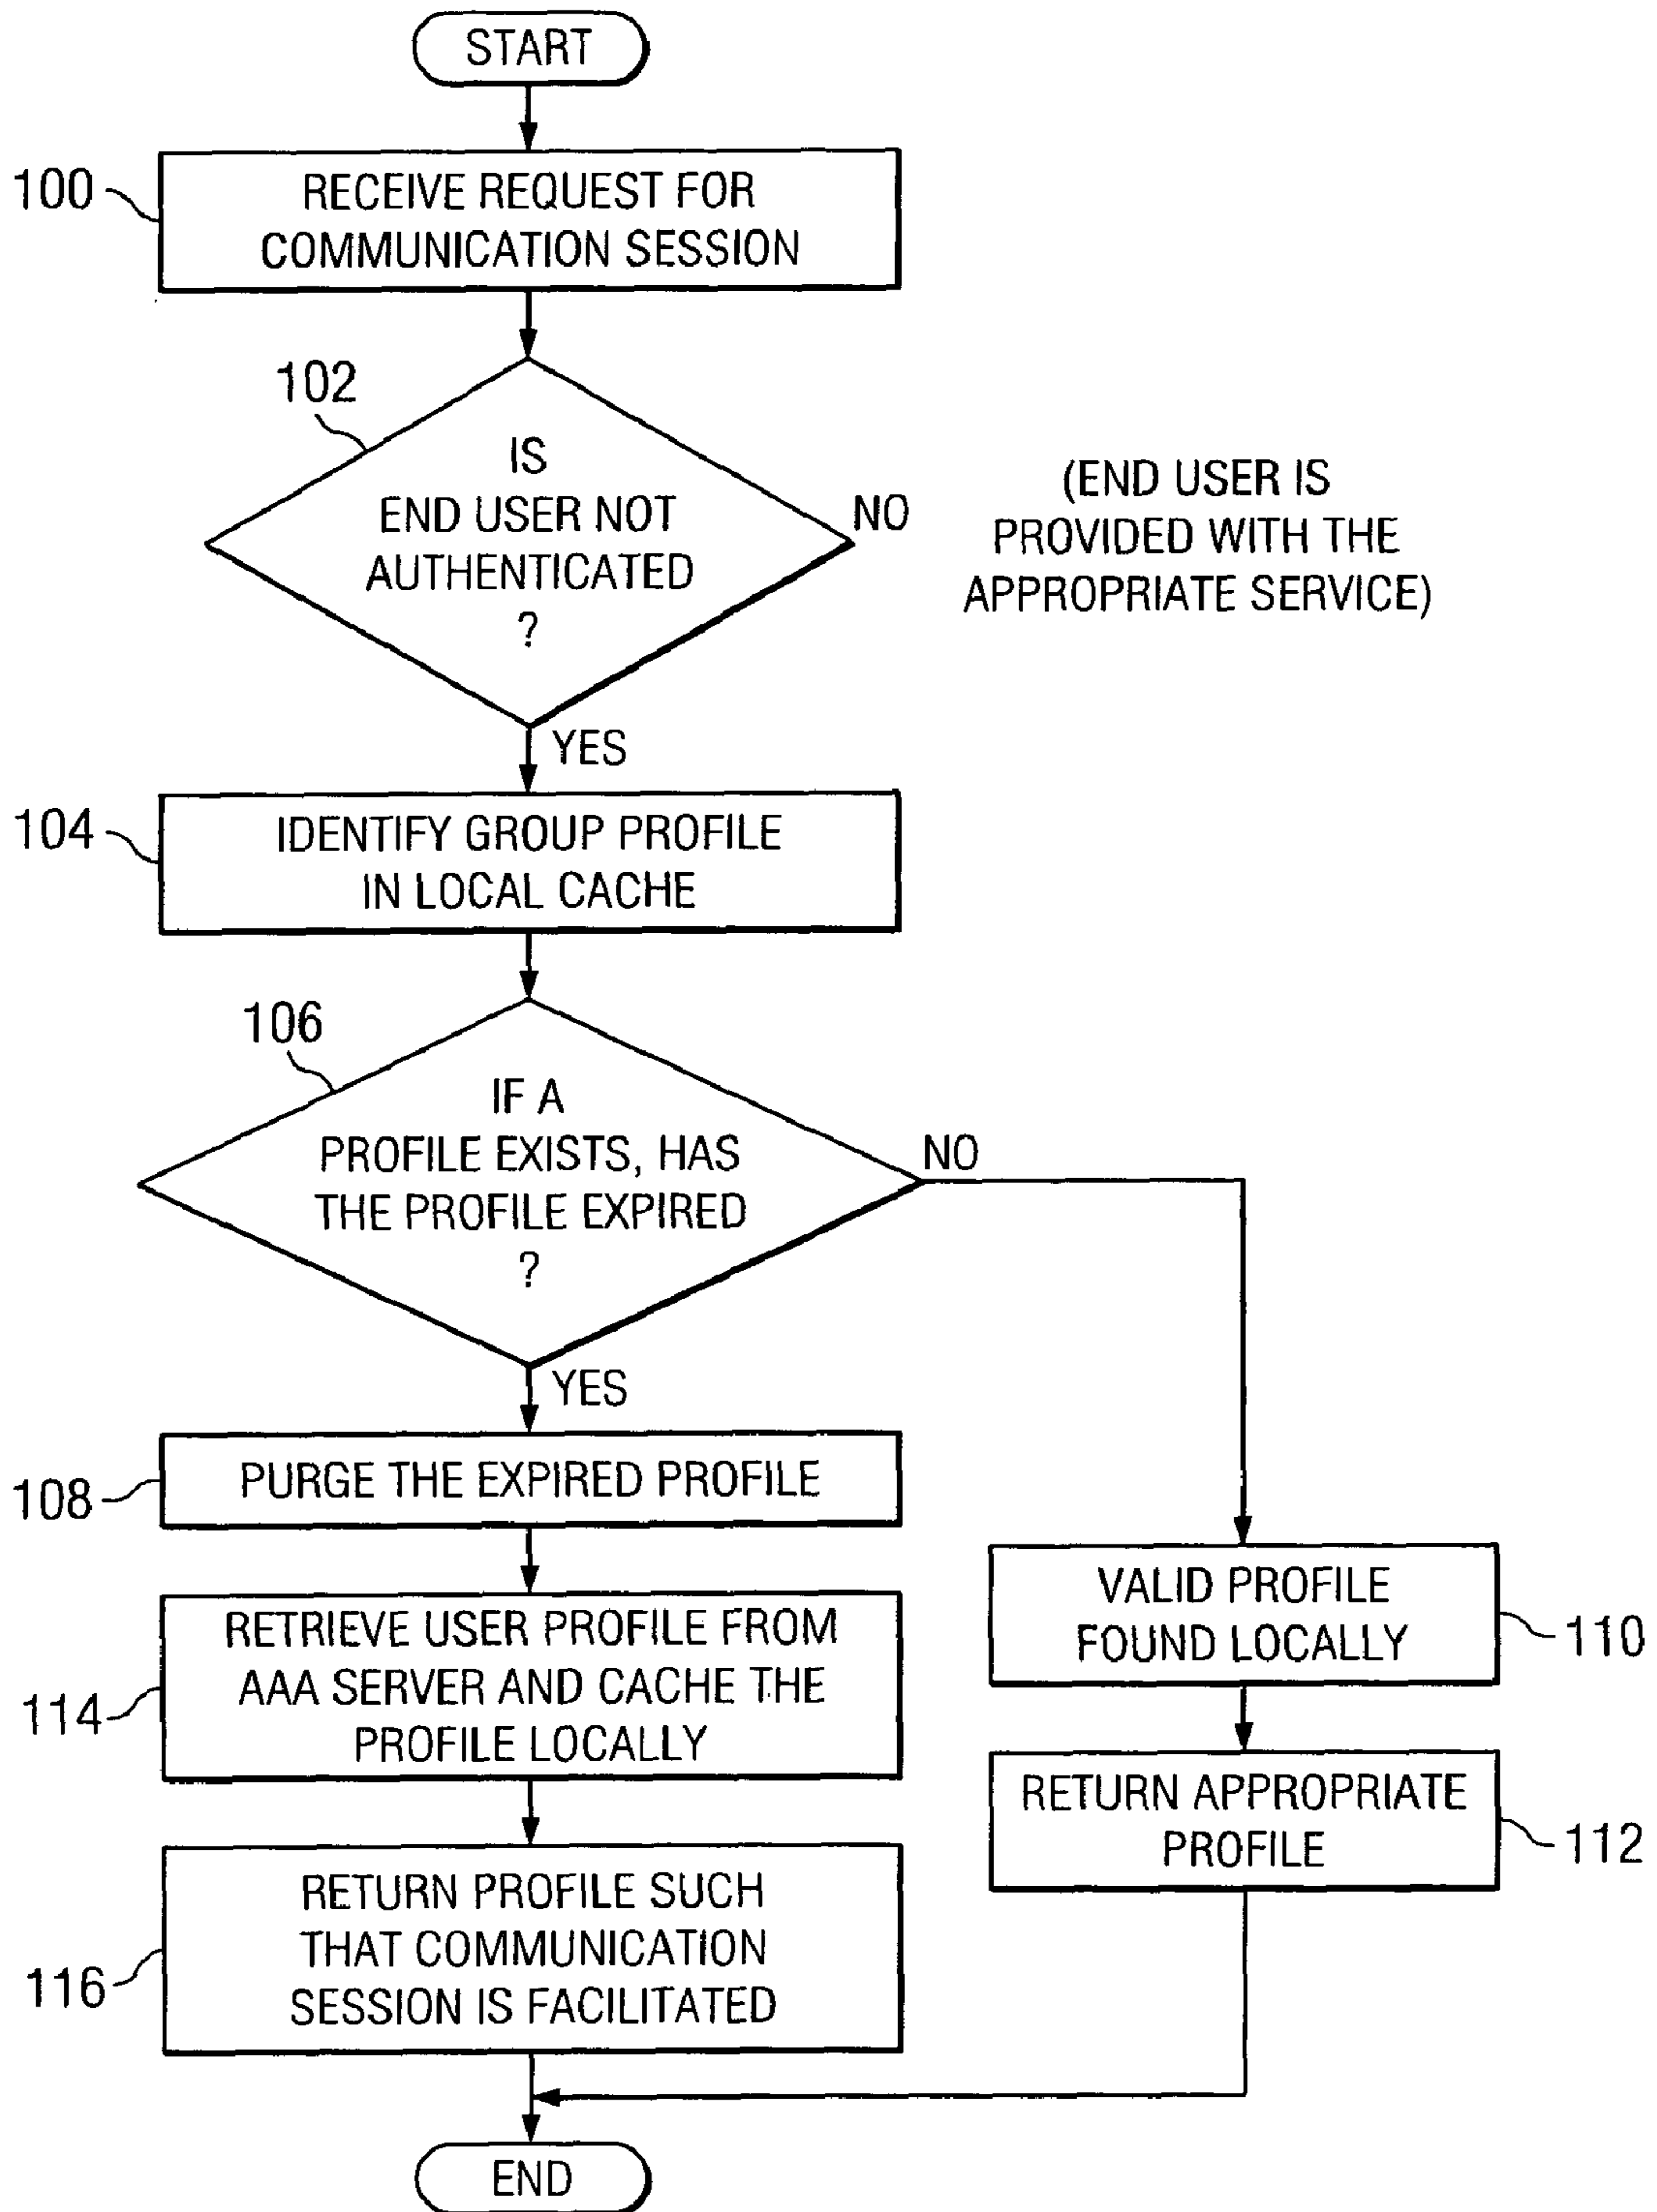 START
100
RECEIVE REQUEST FOR
COMMUNICATION SESSION
102
IS
END USER NOT
AUTHENTICATED
?
NO
(END USER IS
PROVIDED WITH THE
APPROPRIATE SERVICE)
YES
104
IDENTIFY GROUP PROFILE
IN LOCAL CACHE
106
IF A
PROFILE EXISTS, HAS
THE PROFILE EXPIRED
?
NO
YES
108
PURGE THE EXPIRED PROFILE
114
RETRIEVE USER PROFILE FROM
AAA SERVER AND CACHE THE
PROFILE LOCALLY
116
RETURN PROFILE SUCH
THAT COMMUNICATION
SESSION IS FACILITATED
VALID PROFILE
FOUND LOCALLY
110
RETURN APPROPRIATE
PROFILE
112
END